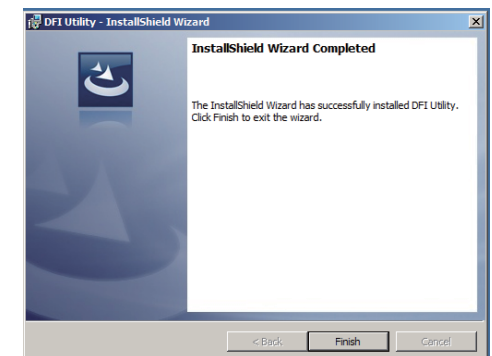 DFI Utility - InstallShield Wizard
InstallShield Wizard Completed
The InstallShield Wizard has successfully installed DFI Utility.
Click Finish to exit the wizard.
< Back Finish Cancel